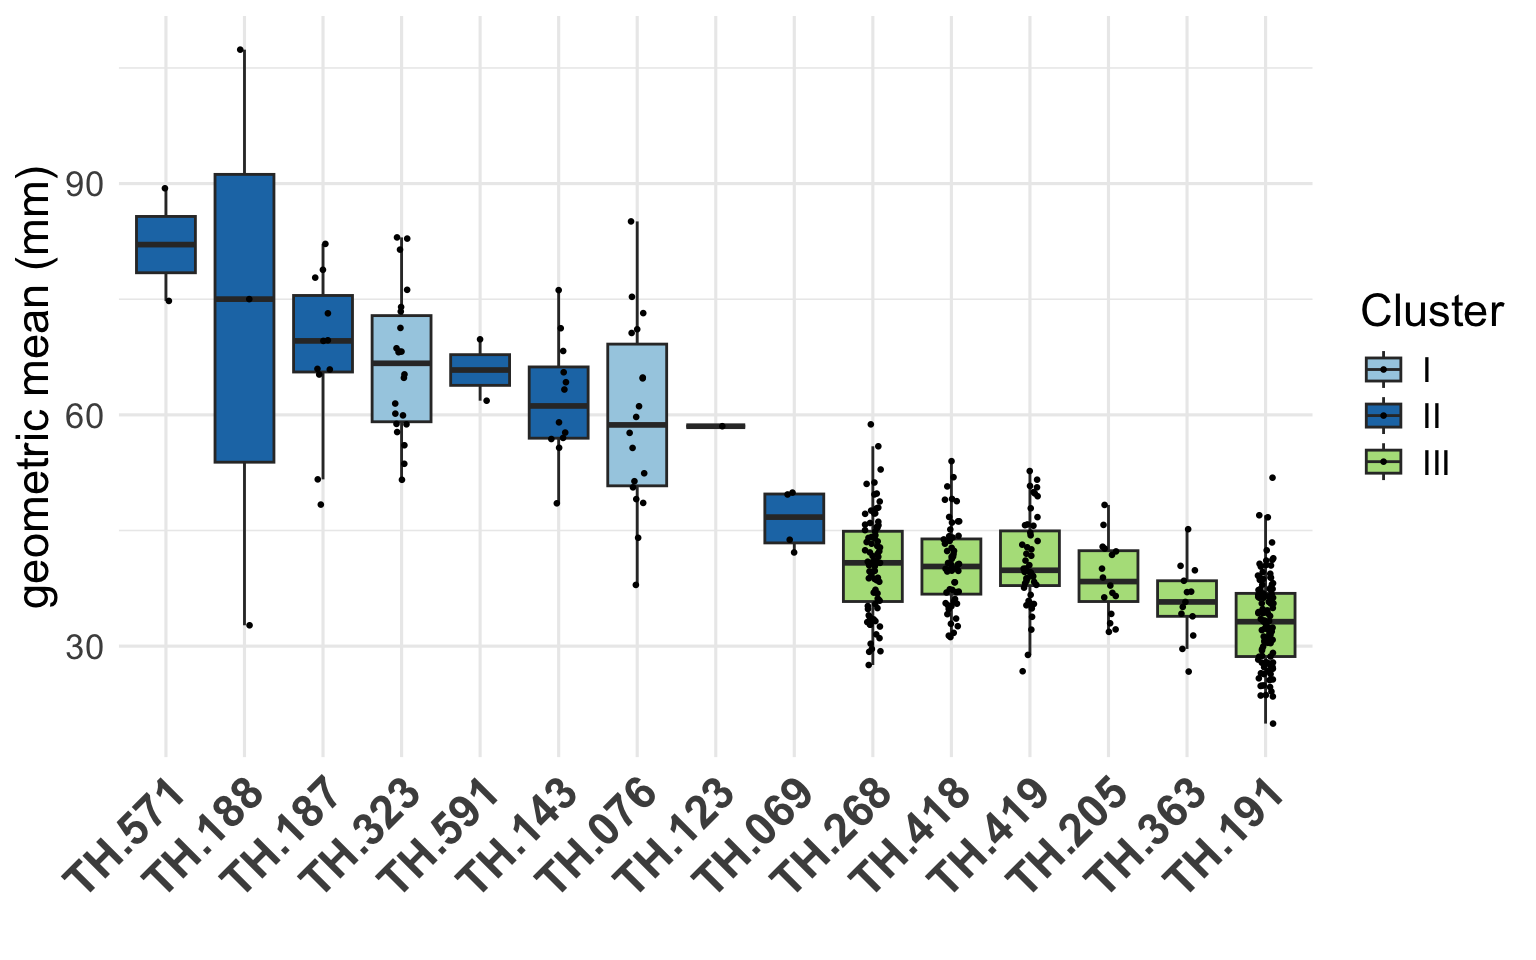 geometric mean (mm)
90
60
30
TH.571
TH.188
TH.187
TH.323
TH.591
TH.143
TH.076
TH.123
TH.069
TH.268
TH.418
TH.419
TH.205
TH.363
TH.191
Cluster
I
II
III